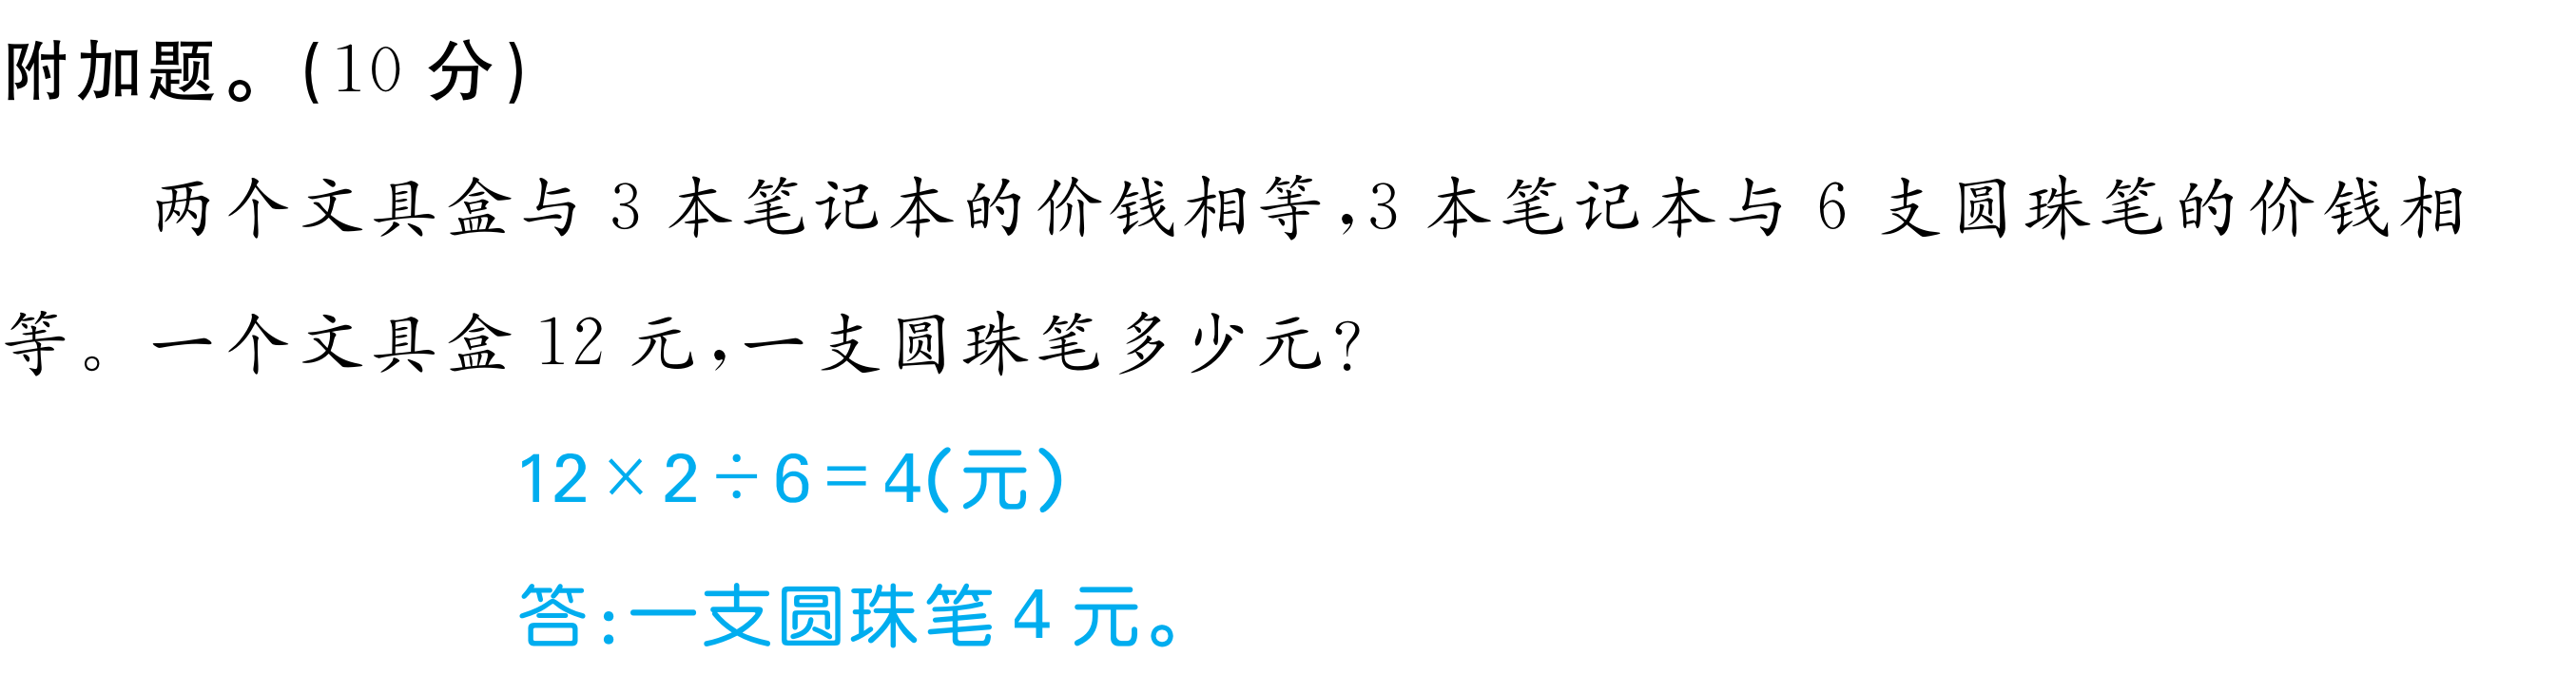 附加题。(10 分)
两个文具盒与 3 本笔记本的价钱相等,3 本笔记本与 6 支圆珠笔的价钱相
等。一个文具盒 12 元,一支圆珠笔多少元?
12×2÷6=4(元)
答:一支圆珠笔 4 元。